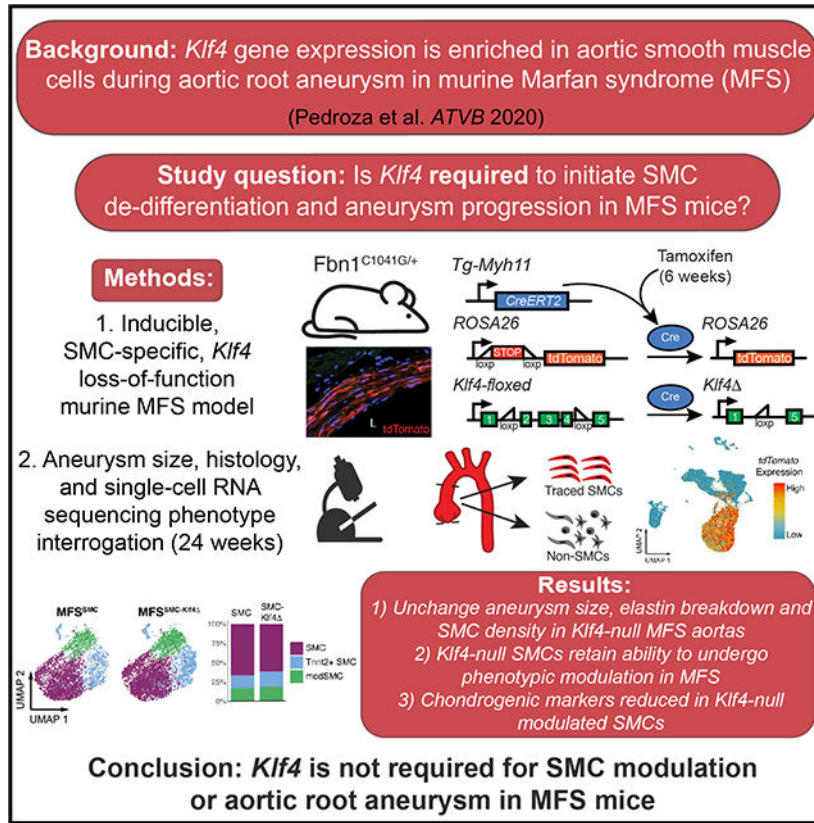 Background: Klf4 gene expression is enriched in aortic smooth muscle
cells during aortic root aneurysm in murine Marfan syndrome (MFS)
(Pedroza et al. ATVB 2020)
Study question: Is Klf4 required to initiate SMC
de-differentiation and aneurysm progression in MFS mice?
Methods:
1. Inducible,
SMC-specific, Klf4
loss-of-function
murine MFS model
Fbn1C1041G/+
L
tdTomato
Tg-Myh11
CreERT2
Tamoxifen
(6 weeks)
ROSA26
STOP
loxp
loxp
tdTomato
Cre
ROSA26
tdTomato
Klf4-floxed
1
2
3
4
5
loxp
loxp
Cre
Klf4Δ
1
5
loxp
2. Aneurysm size, histology,
and single-cell RNA
sequencing phenotype
interrogation (24 weeks)
Traced SMCs
Non-SMCs
tdTomato
Expression
High
Low
UMAP 2
UMAP 1
MFSSMC
MFSSMC-Klf4Δ
UMAP 2
UMAP 1
SMC
SMC-
Klf4Δ
100%
75%
50%
25%
0%
SMC
Tnnt2+ SMC
modSMC
Results:
1) Unchange aneurysm size, elastin breakdown and
SMC density in Klf4-null MFS aortas
2) Klf4-null SMCs retain ability to undergo
phenotypic modulation in MFS
3) Chondrogenic markers reduced in Klf4-null
modulated SMCs
Conclusion: Klf4 is not required for SMC modulation
or aortic root aneurysm in MFS mice